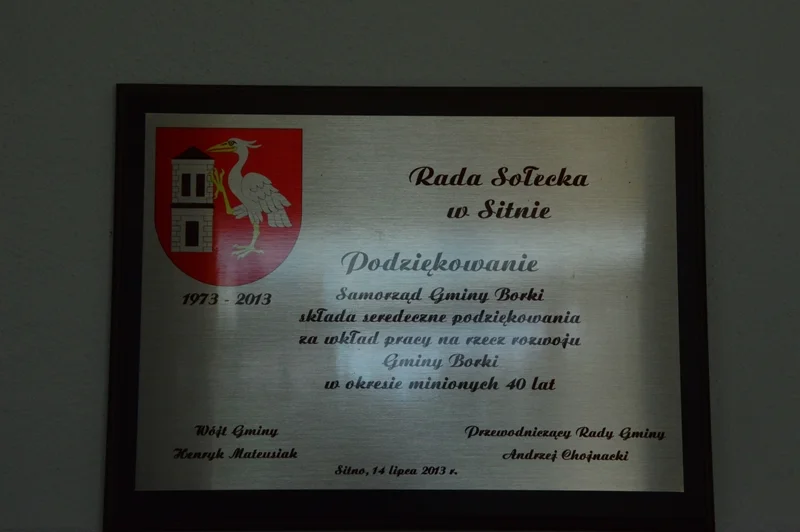 Rada Sołecka
w Sitnie
Podziękowanie
1973 - 2013
Samorząd Gminy Borki
składa seredeczne podziękowania
za wkład pracy na rzecz rozwoju
Gminy Borki
w okresie minionych 40 lat
Wójt Gminy
Henryk Mateusiak
Przewodniczący Rady Gminy
Andrzej Chojnacki
Sitno, 14 lipca 2013 r.